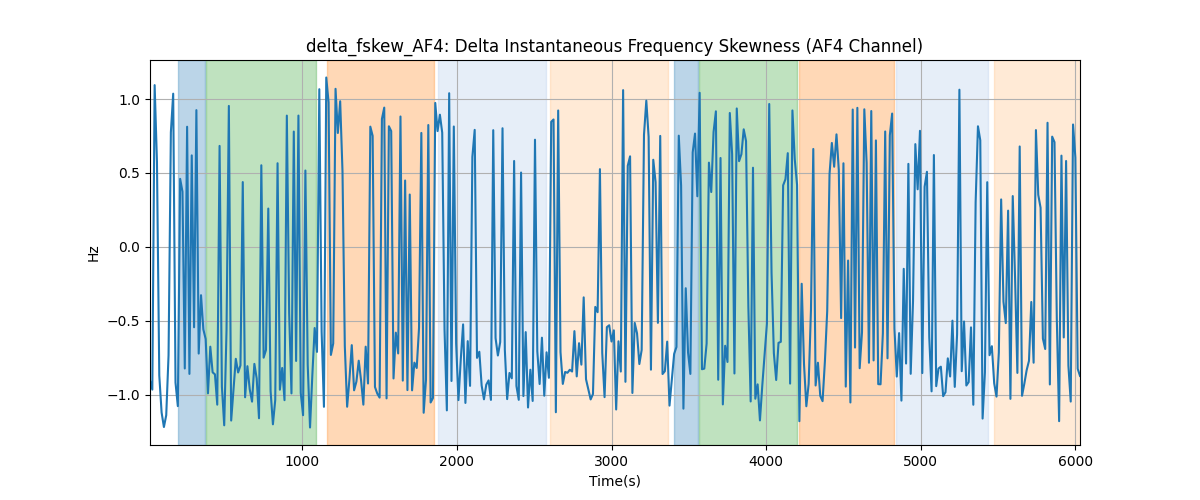 delta_fskew_AF4: Delta Instantaneous Frequency Skewness (AF4 Channel)
1.0
0.5
0.0
−0.5
−1.0
Hz
1000 2000 3000 4000 5000 6000
Time(s)